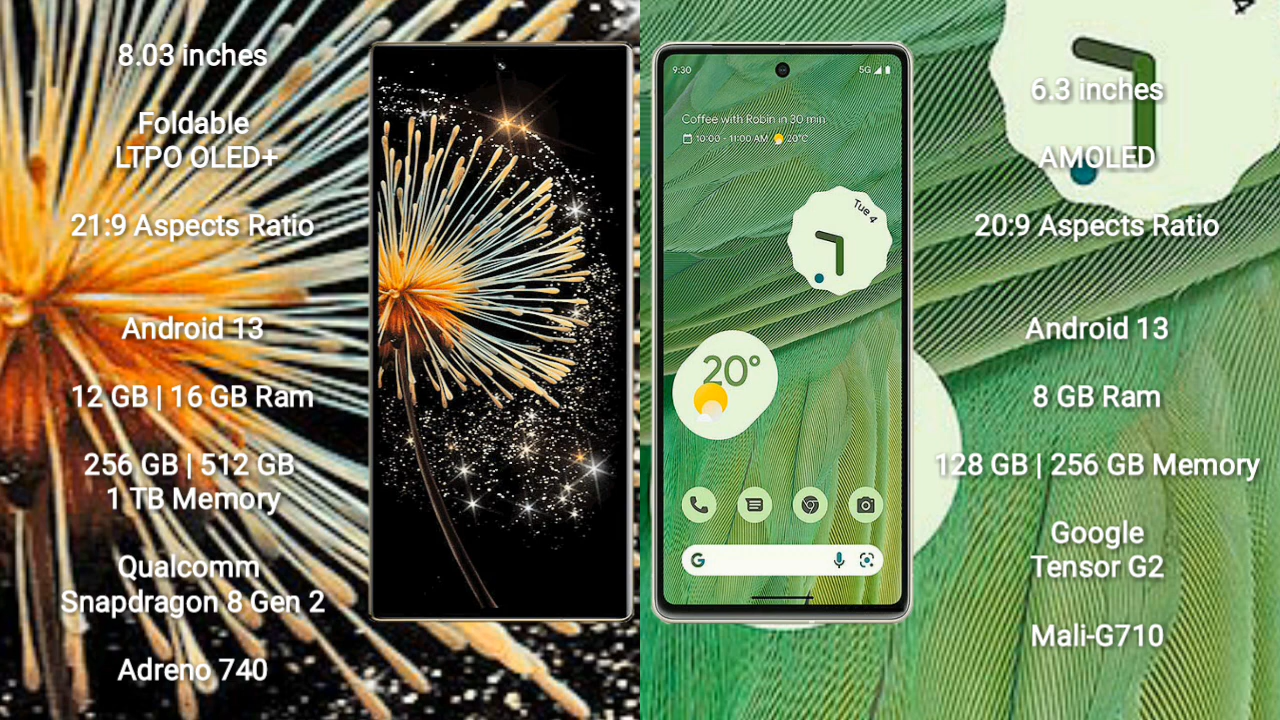 8.03 inches
Foldable
LTPO OLED+
21:9 Aspects Ratio
Android 13
12 GB | 16 GB Ram
256 GB | 512 GB
1 TB Memory
Qualcomm
Snapdragon 8 Gen 2
Adreno 740
9:30
5G
Coffee with Robin in 30 min
10:00 - 11:00 AM
20°C
Tue 4
20°
G
4
6.3 inches
AMOLED
20:9 Aspects Ratio
Android 13
8 GB Ram
128 GB | 256 GB Memory
Google
Tensor G2
Mali-G710